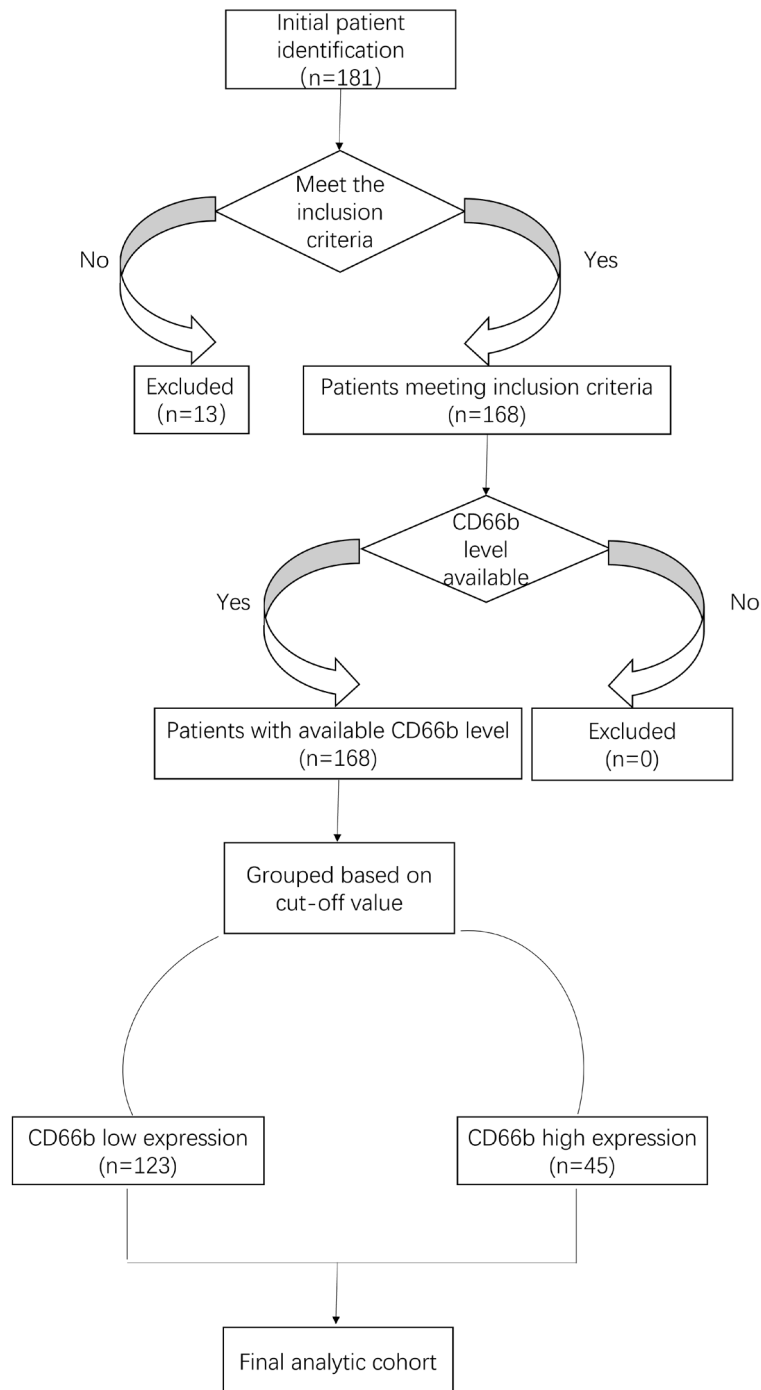 Initial patient
identification
(n=181)
Meet the
inclusion
criteria
No
Yes
Excluded
(n=13)
Patients meeting inclusion criteria
(n=168)
CD66b
level
available
Yes
No
Patients with available CD66b level
(n=168)
Excluded
(n=0)
Grouped based on
cut-off value
CD66b low expression
(n=123)
CD66b high expression
(n=45)
Final analytic cohort